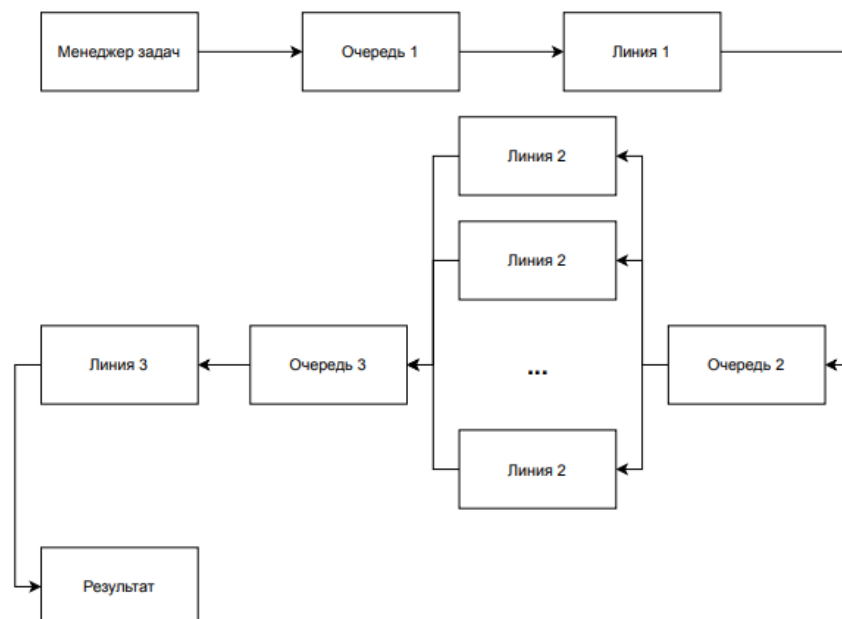 Менеджер задач
Очередь 1
Линия 1
Линия 2
Линия 2
Линия 3
Очередь 3
...
Очередь 2
Линия 2
Результат